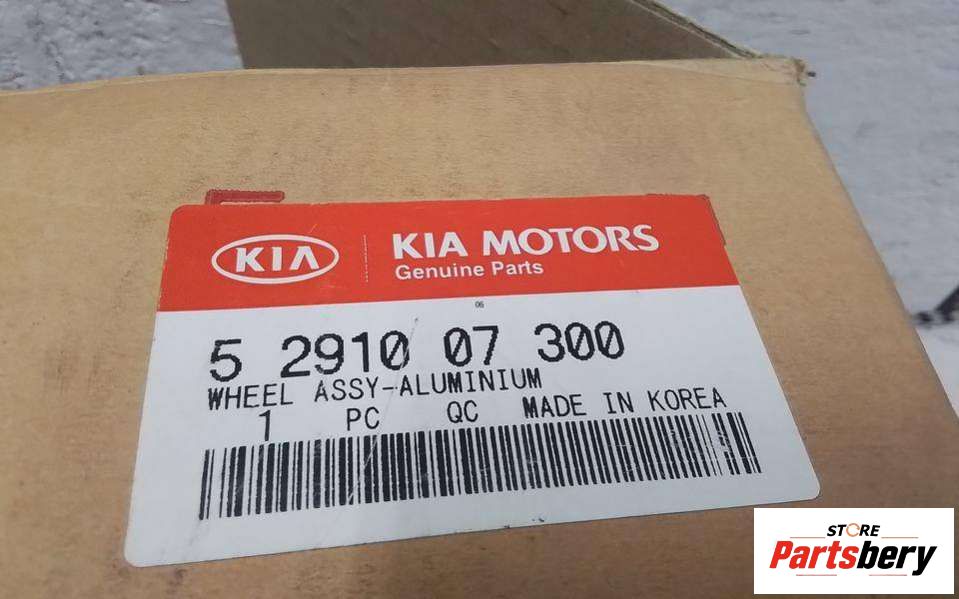 KIA
KIA MOTORS
Genuine Parts
06
5 2910 07 300
WHEEL ASSY-ALUMINIUM
1 PC QC MADE IN KOREA
STORE
Partsbery